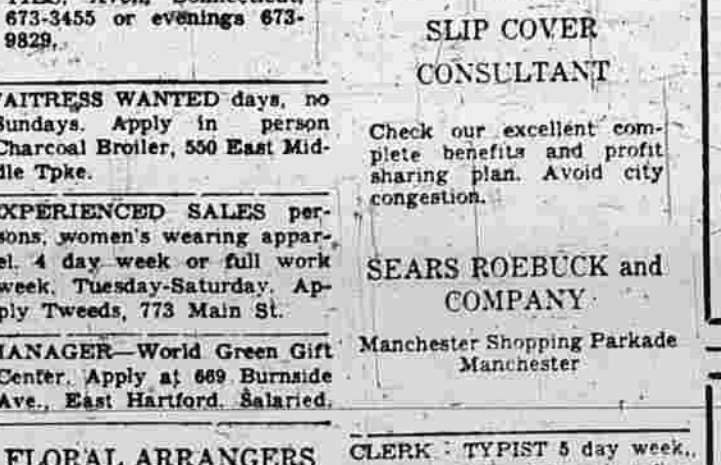 Avon, Connecticut,
673-3455 or evenings 673-
9829.
AITRESS WANTED days, no
Sundays. Apply in person
Charcoal Broiler, 550 East Mid-
dle Tpke.
EXPERIENCED SALES per-
sons, women's wearing appar-
el. 4 day week or full work
week, Tuesday-Saturday. Ap-
ply Tweeds, 773 Main St.
MANAGER—World Green Gift
Center. Apply at 669 Burnside
Ave., East Hartford. Salaried.
FLORAL ARRANGERS
SLIP COVER
CONSULTANT
Check our excellent com-
plete benefits and profit
sharing plan. Avoid city
congestion.
SEARS ROEBUCK and
COMPANY
Manchester Shopping Parkade
Manchester
CLERK - TYPIST 5 day week,